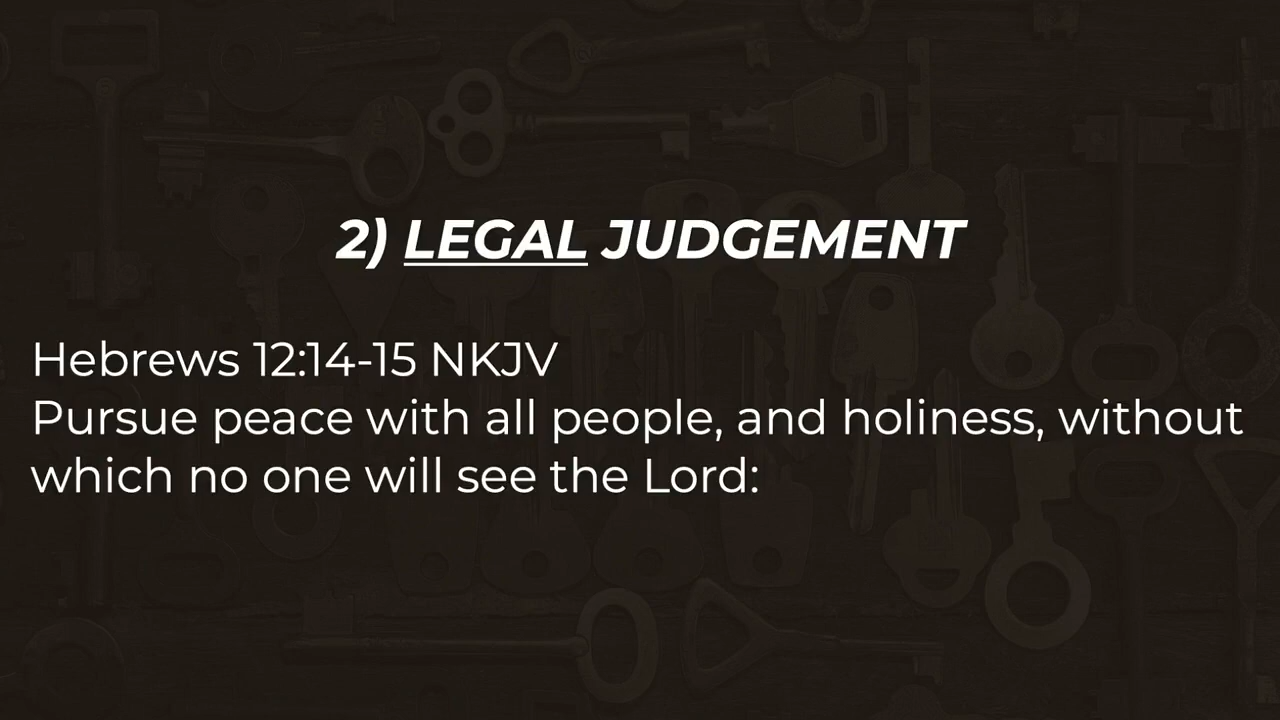 2) LEGAL JUDGEMENT
Hebrews 12:14-15 NKJV
Pursue peace with all people, and holiness, without
which no one will see the Lord: